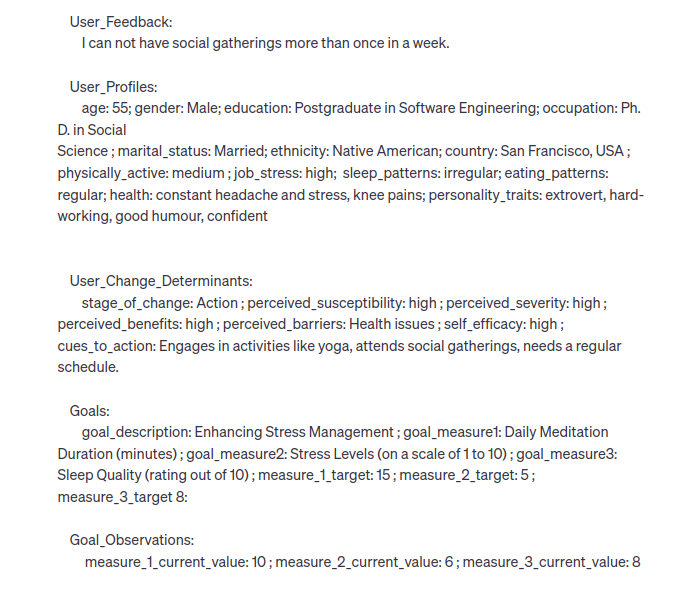 User_Feedback:
I can not have social gatherings more than once in a week.
User_Profiles:
age: 55; gender: Male; education: Postgraduate in Software Engineering; occupation: Ph.
D. in Social
Science ; marital_status: Married; ethnicity: Native American; country: San Francisco, USA ;
physically_active: medium ; job_stress: high;  sleep_patterns: irregular; eating_patterns:
regular; health: constant headache and stress, knee pains; personality_traits: extrovert, hard-
working, good humour, confident
User_Change_Determinants:
stage_of_change: Action ; perceived_susceptibility: high ; perceived_severity: high ;
perceived_benefits: high ; perceived_barriers: Health issues ; self_efficacy: high ;
cues_to_action: Engages in activities like yoga, attends social gatherings, needs a regular
schedule.
Goals:
goal_description: Enhancing Stress Management ; goal_measure1: Daily Meditation
Duration (minutes) ; goal_measure2: Stress Levels (on a scale of 1 to 10) ; goal_measure3:
Sleep Quality (rating out of 10) ; measure_1_target: 15 ; measure_2_target: 5 ;
measure_3_target 8:
Goal_Observations:
measure_1_current_value: 10 ; measure_2_current_value: 6 ; measure_3_current_value: 8